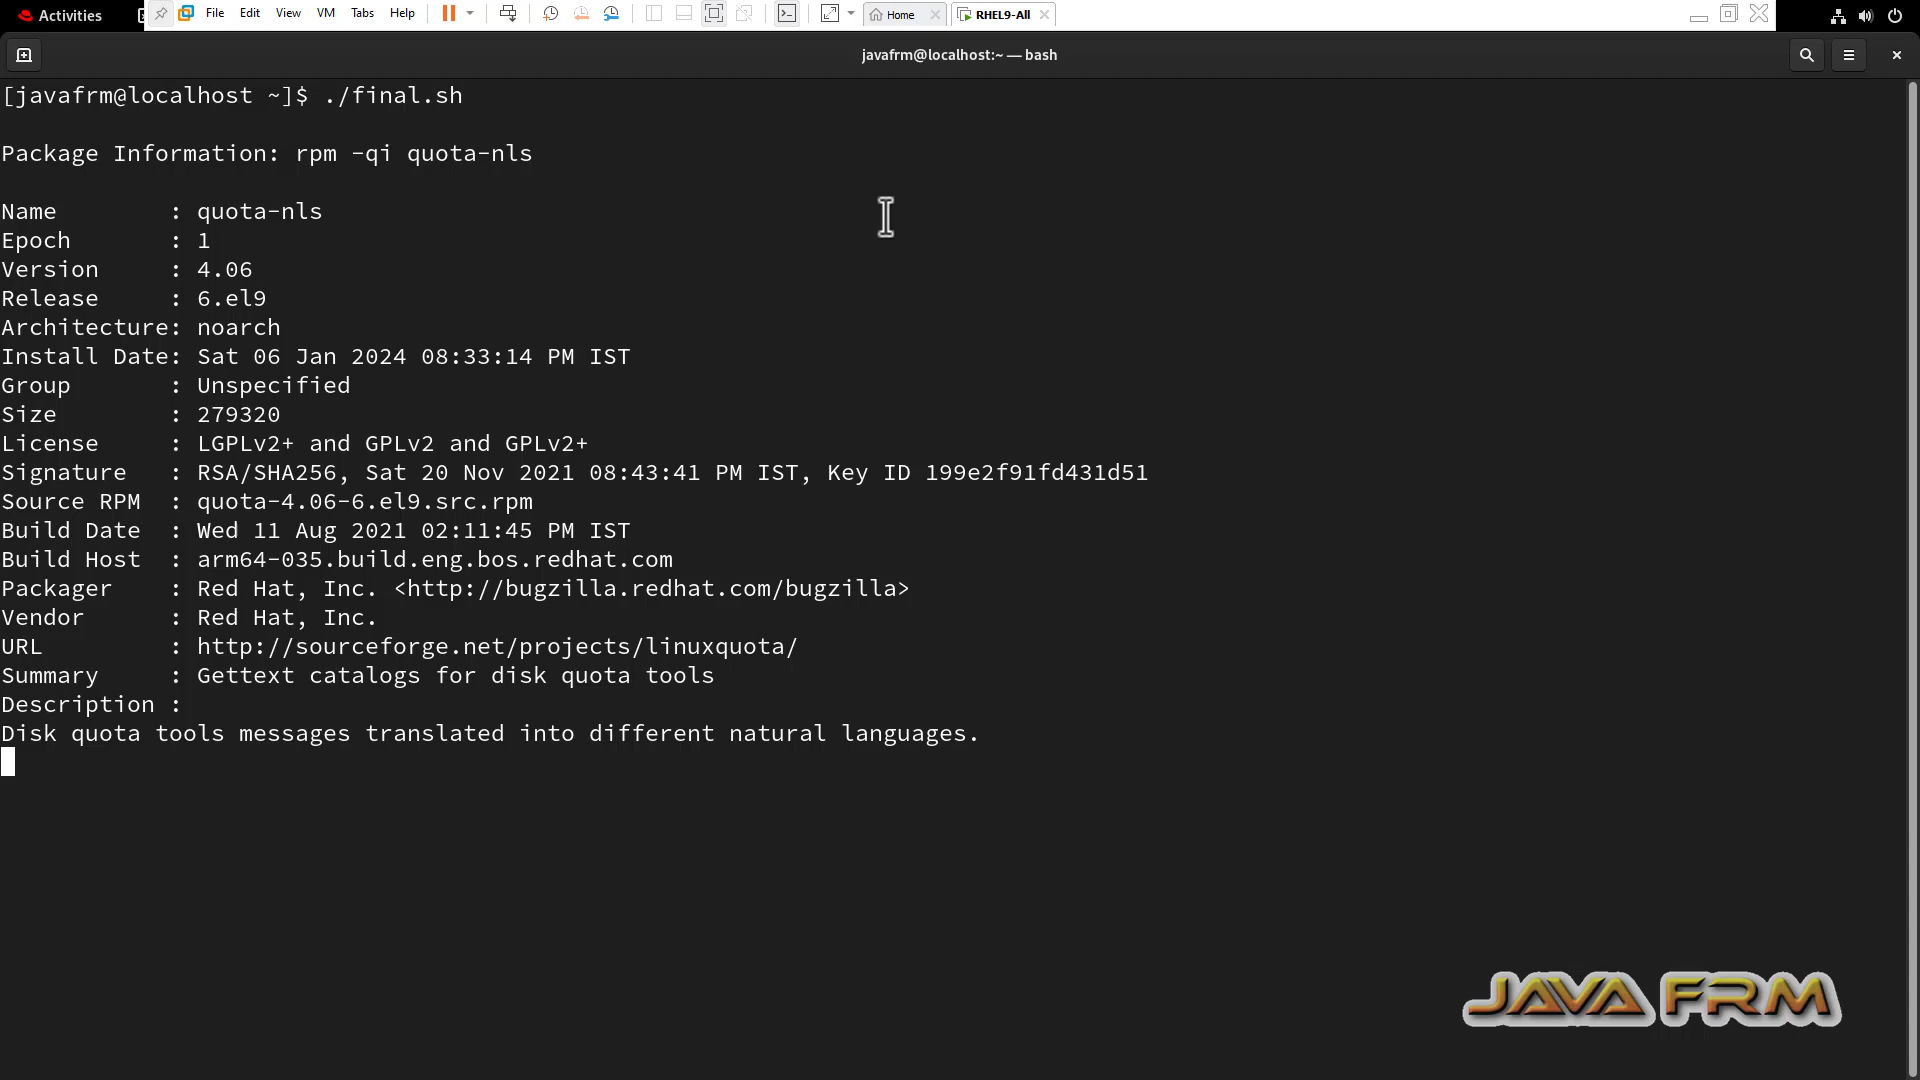 Activities
File Edit View VM Tabs Help
Home
RHEL9-All
javafrm@localhost:~ — bash
[javafrm@localhost ~]$ ./final.sh
Package Information: rpm -qi quota-nls
Name        : quota-nls
Epoch       : 1
Version     : 4.06
Release     : 6.el9
Architecture: noarch
Install Date: Sat 06 Jan 2024 08:33:14 PM IST
Group       : Unspecified
Size        : 279320
License     : LGPLv2+ and GPLv2 and GPLv2+
Signature   : RSA/SHA256, Sat 20 Nov 2021 08:43:41 PM IST, Key ID 199e2f91fd431d51
Source RPM  : quota-4.06-6.el9.src.rpm
Build Date  : Wed 11 Aug 2021 02:11:45 PM IST
Build Host  : arm64-035.build.eng.bos.redhat.com
Packager    : Red Hat, Inc. <http://bugzilla.redhat.com/bugzilla>
Vendor      : Red Hat, Inc.
URL         : http://sourceforge.net/projects/linuxquota/
Summary     : Gettext catalogs for disk quota tools
Description :
Disk quota tools messages translated into different natural languages.
JAVA FRM